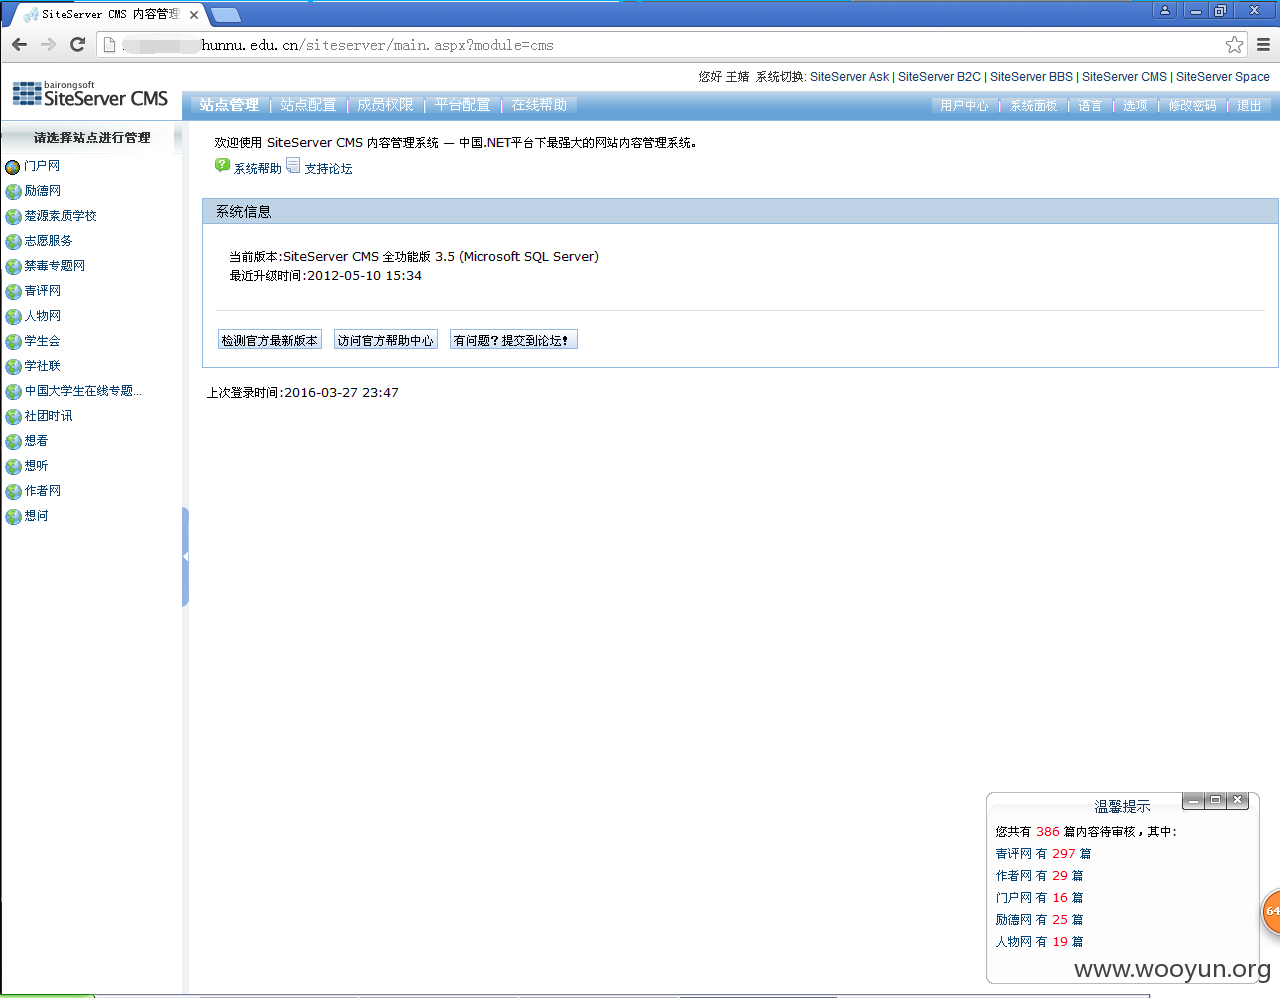 SiteServer CMS 内容管理
hunnu.edu.cn/siteserver/main.aspx?module=cms
您好 王婧 系统切换: SiteServer Ask | SiteServer B2C | SiteServer BBS | SiteServer CMS | SiteServer Space
bairongsoft
SiteServer CMS
站点管理 | 站点配置 | 成员权限 | 平台配置 | 在线帮助
用户中心 | 系统面板 | 语言 | 选项 | 修改密码 | 退出
请选择站点进行管理
门户网
励德网
楚源素质学校
志愿服务
禁毒专题网
青评网
人物网
学生会
学社联
中国大学生在线专题...
社团时讯
想看
想听
作者网
想问
欢迎使用 SiteServer CMS 内容管理系统 — 中国.NET平台下最强大的网站内容管理系统。
系统帮助 支持论坛
系统信息
当前版本:SiteServer CMS 全功能版 3.5 (Microsoft SQL Server)
最近升级时间:2012-05-10 15:34
检测官方最新版本 访问官方帮助中心 有问题？提交到论坛！
上次登录时间:2016-03-27 23:47
温馨提示
您共有 386 篇内容待审核，其中：
青评网 有 297 篇
作者网 有 29 篇
门户网 有 16 篇
励德网 有 25 篇
人物网 有 19 篇
64
www.wooyun.org